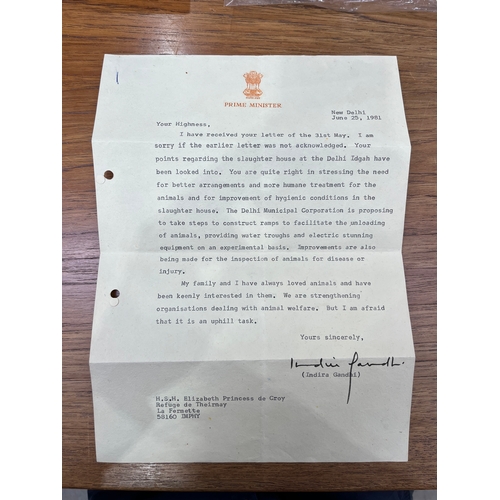 PRIME MINISTER
New Delhi
June 25, 1981
Your Highness,
I have received your letter of the 31st May. I am
sorry if the earlier letter was not acknowledged. Your
points regarding the slaughter house at the Delhi Idgah have
been looked into. You are quite right in stressing the need
for better arrangements and more humane treatment for the
animals and for improvement of hygienic conditions in the
slaughter house. The Delhi Municipal Corporation is proposing
to take steps to construct ramps to facilitate the unloading
of animals, providing water troughs and electric stunning
equipment on an experimental basis. Improvements are also
being made for the inspection of animals for disease or
injury.
My family and I have always loved animals and have
been keenly interested in them. We are strengthening
organisations dealing with animal welfare. But I am afraid
that it is an uphill task.
Yours sincerely,
Indira Gandhi
(Indira Gandhi)
H.S.H. Elizabeth Princess de Croy
Refuge de Thiernay
La Fermette
58160 IMPHY